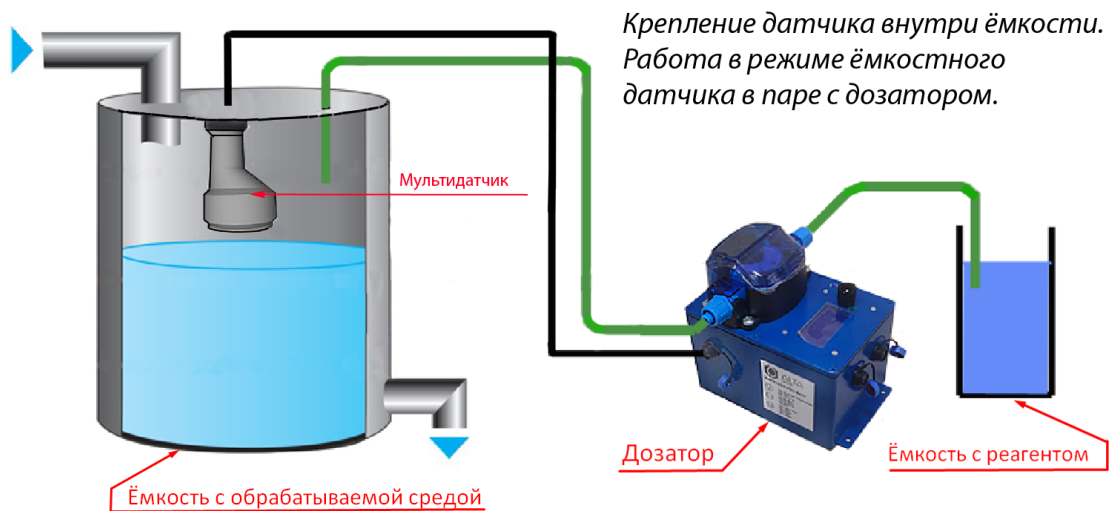 Крепление датчика внутри ёмкости.
Работа в режиме ёмкостного
датчика в паре с дозатором.
Мультидатчик
Дозатор
Ёмкость с реагентом
Ёмкость с обрабатываемой средой